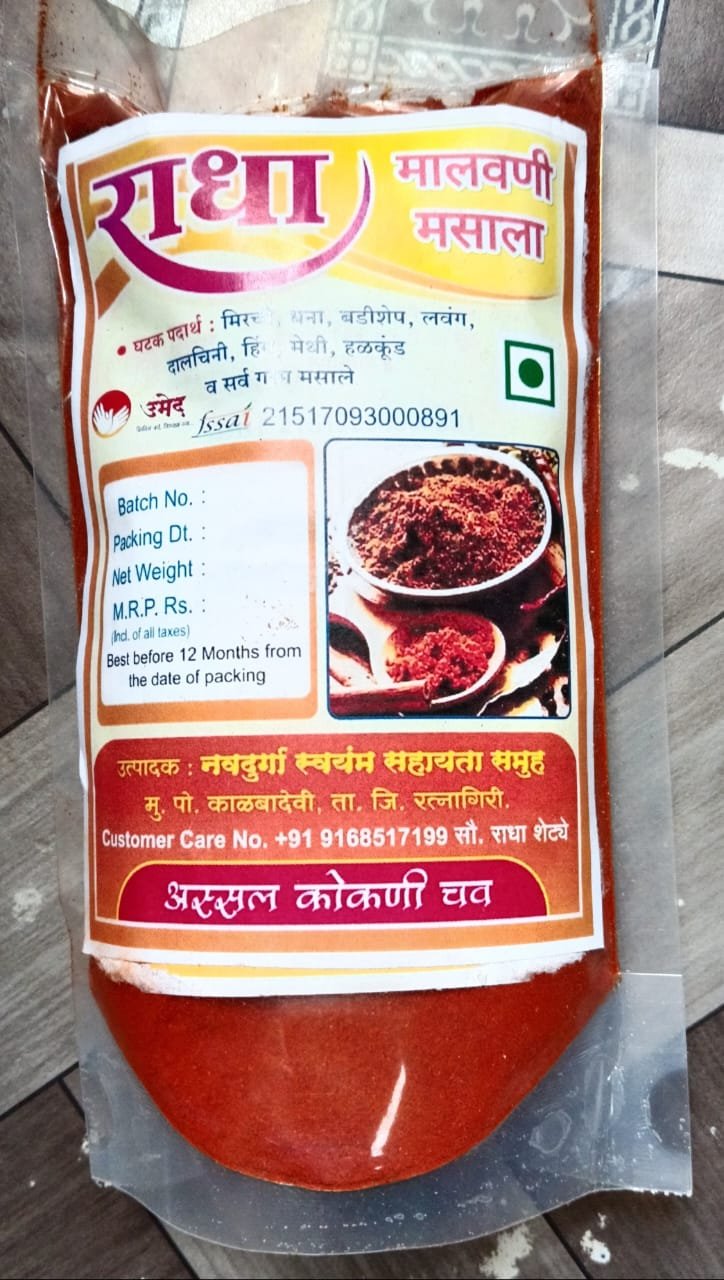 राधा
मालवणी
मसाला
• घटक पदार्थ : धना, बडीशेप, लवंग,
दालचिनी, मेथी, हळकूंड
व सर्व मसाले
उमेद
fssai 21517093000891
Batch No. :
Packing Dt. :
Net Weight :
M.R.P. Rs. :
(Incl. of all taxes)
Best before 12 Months from
the date of packing
उत्पादक : नवदुर्गा स्वयंम सहायता समुह
मु. पो. काळबादेवी, ता. जि. रत्नागिरी.
Customer Care No. +91 9168517199 सौ. राधा शेट्ये
अस्सल कोकणी चव